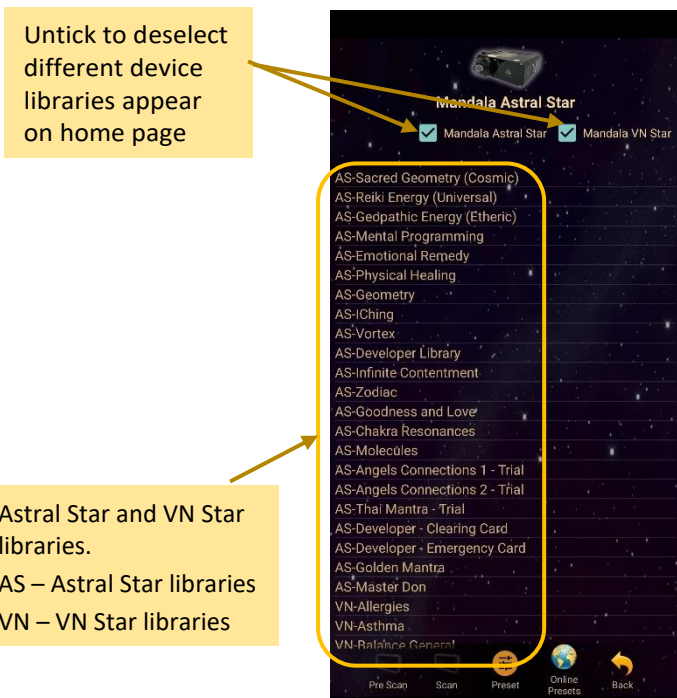 Untick to deselect
different device
libraries appear
on home page
Mandala Astral Star
Mandala Astral Star
Mandala VN Star
AS-Sacred Geometry (Cosmic)
AS-Reiki Energy (Universal)
AS-Gedpathic Energy (Etheric)
AS-Mental Programming
AS-Emotional Remedy
AS-Physical Healing
AS-Geometry
AS-IChing
AS-Vortex
AS-Developer Library
AS-Infinite Contentment
AS-Zodiac
AS-Goodness and Love
AS-Chakra Resonances
AS-Molecules
AS-Angels Connections 1 - Trial
AS-Angels Connections 2 - Trial
AS-Thai Mantra - Trial
AS-Developer - Clearing Card
AS-Developer - Emergency Card
AS-Golden Mantra
AS-Master Don
VN-Allergies
VN-Asthma
VN-Balance General
Astral Star and VN Star
libraries.
AS – Astral Star libraries
VN – VN Star libraries
Pre Scan
Scan
Preset
Online
Presets
Back